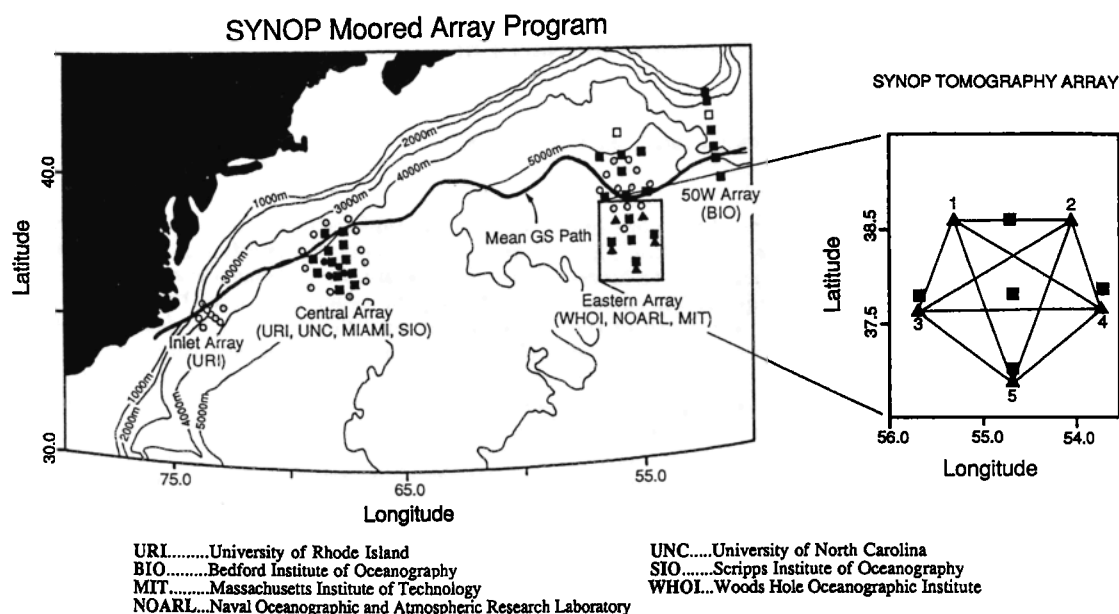 SYNOP Moored Array Program
SYNOP TOMOGRAPHY ARRAY
Latitude
40.0
30.0
1000m
2000m
3000m
4000m
5000m
3000m
1000m
2000m
4000m
5000m
Mean GS Path
50W Array
(BIO)
Eastern Array
(WHOI, NOARL, MIT)
Central Array
(URI, UNC, MIAMI, SIO)
Inlet Array
(URI)
75.0
65.0
55.0
Longitude
Latitude
38.5
37.5
1
2
3
4
5
56.0
55.0
54.0
Longitude
URI.........University of Rhode Island
BIO.........Bedford Institute of Oceanography
MIT........Massachusetts Institute of Technology
NOARL...Naval Oceanographic and Atmospheric Research Laboratory
UNC.....University of North Carolina
SIO.......Scripps Institute of Oceanography
WHOI...Woods Hole Oceanographic Institute